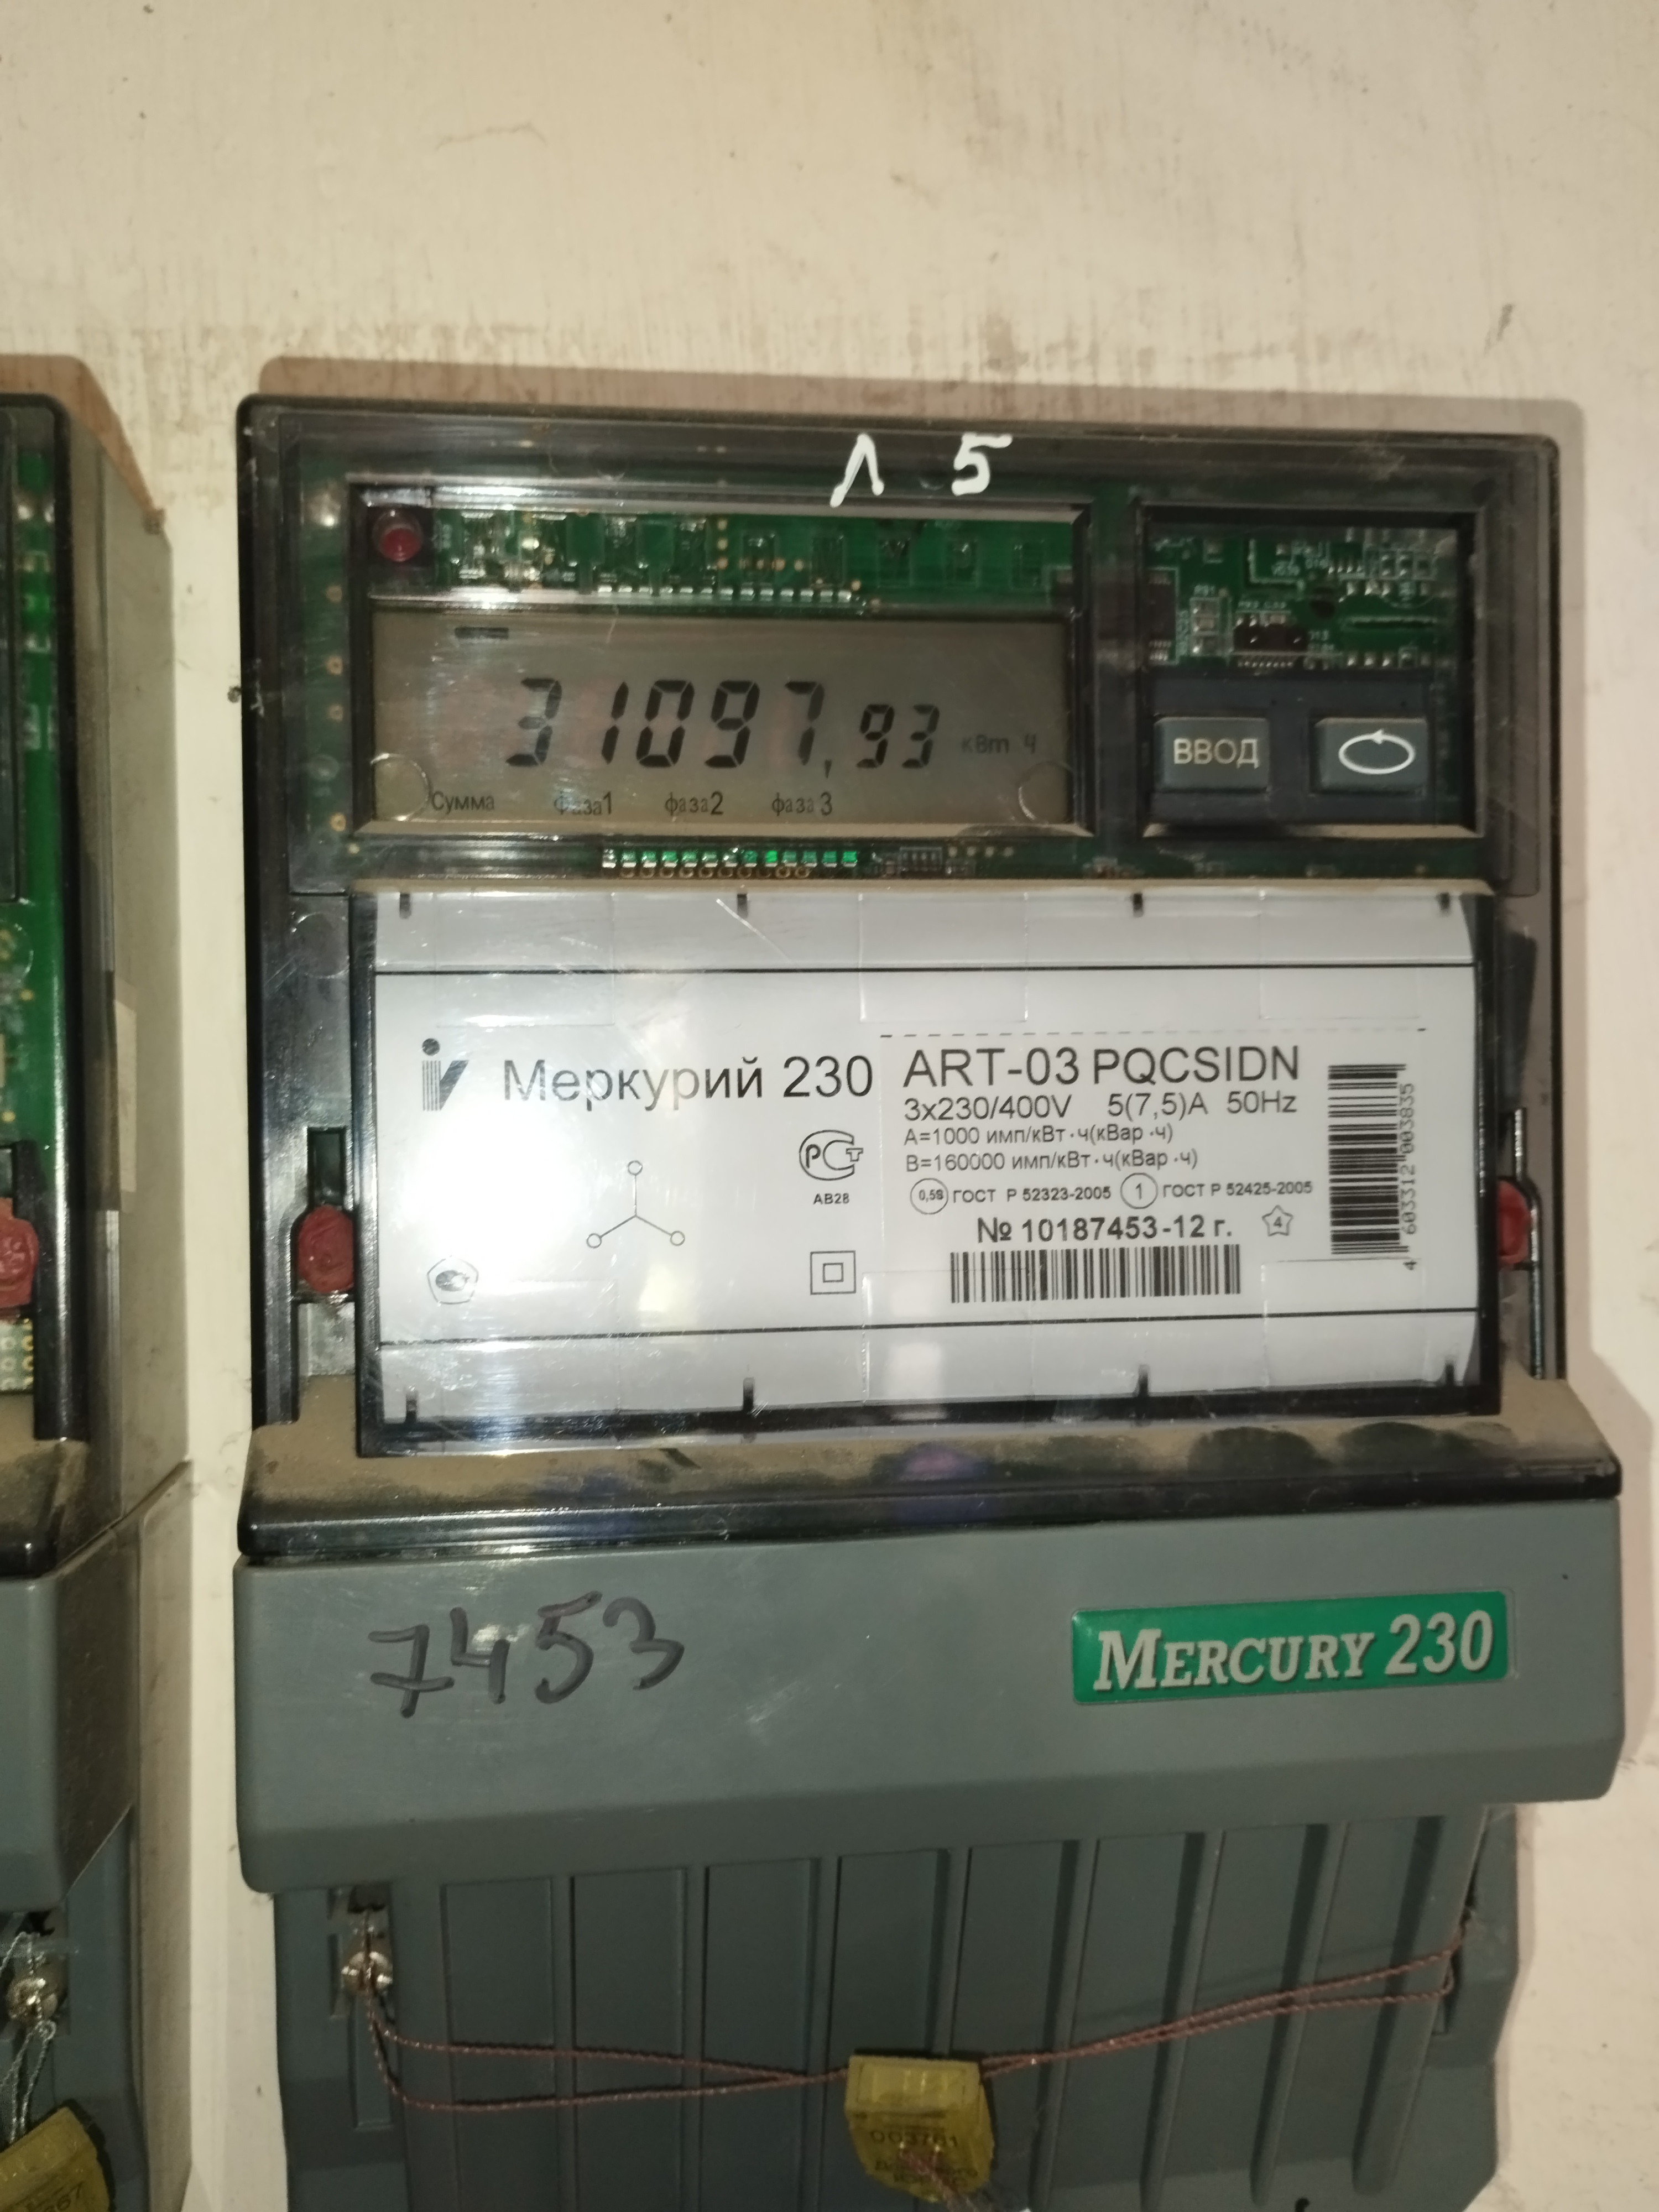 Л 5
31097,93 кВт ч
Сумма фаза1 фаза2 фаза3
ВВОД
Меркурий 230 ART-03 PQCSIDN
3x230/400V 5(7,5)A 50Hz
A=1000 имп/кВт·ч(кВар·ч)
B=160000 имп/кВт·ч(кВар·ч)
РСТ
АВ28
0,5S ГОСТ Р 52323-2005 1 ГОСТ Р 52425-2005
№ 10187453-12 г. 4
4 603312 003835
7453
MERCURY 230